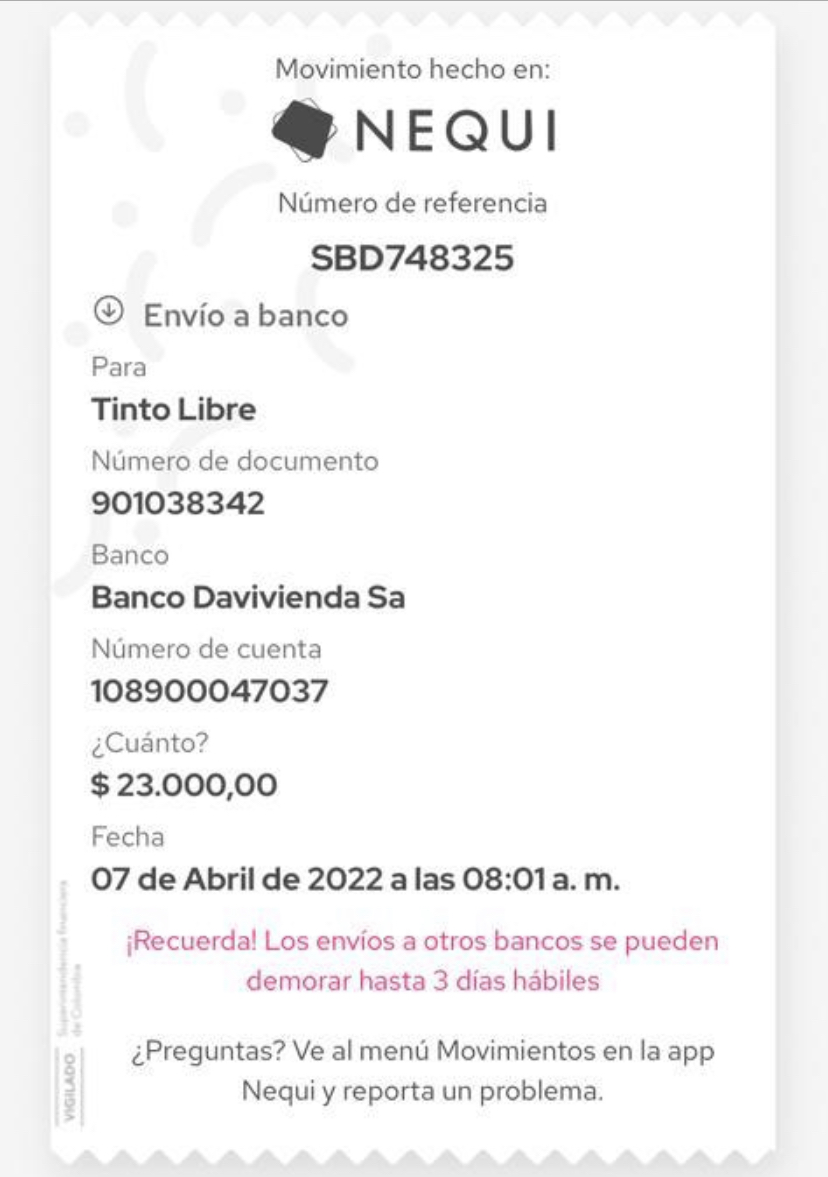 Movimiento hecho en:
NEQUI
Número de referencia
SBD748325
Envío a banco
Para
Tinto Libre
Número de documento
901038342
Banco
Banco Davivienda Sa
Número de cuenta
108900047037
¿Cuánto?
$ 23.000,00
Fecha
07 de Abril de 2022 a las 08:01 a. m.
¡Recuerda! Los envíos a otros bancos se pueden
demorar hasta 3 días hábiles
¿Preguntas? Ve al menú Movimientos en la app
Nequi y reporta un problema.
VIGILADO
Superintendencia financiera
de Colombia